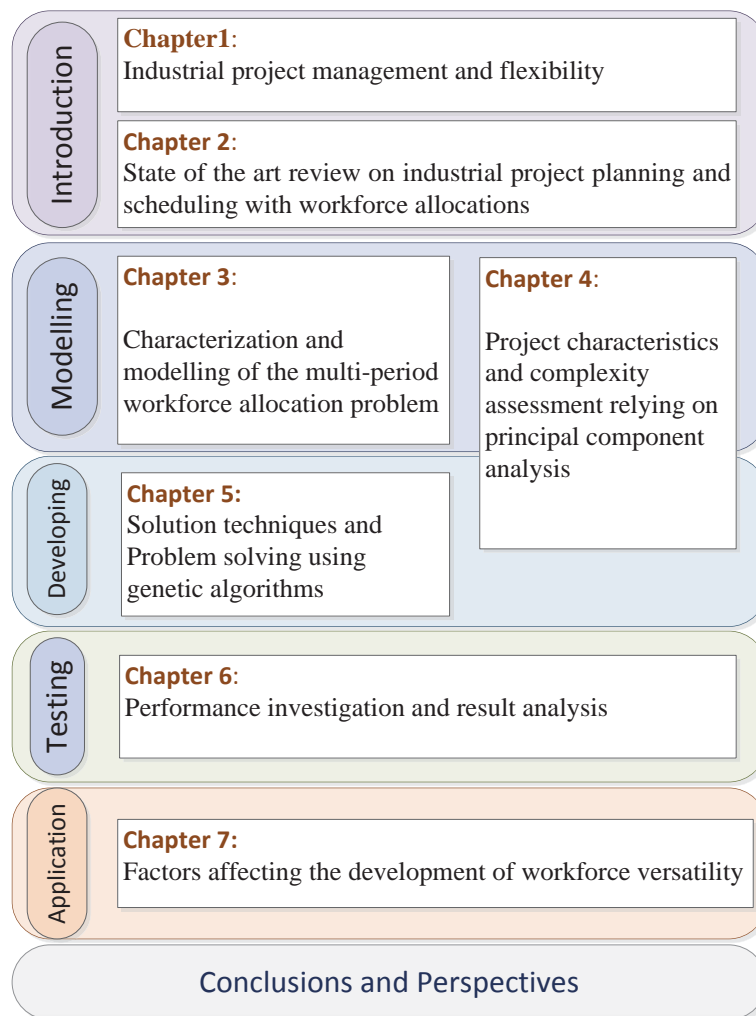 Introduction
Chapter1:
Industrial project management and flexibility
Chapter 2:
State of the art review on industrial project planning and
scheduling with workforce allocations
Modelling
Chapter 3:
Characterization and
modelling of the multi-period
workforce allocation problem
Chapter 4:
Project characteristics
and complexity
assessment relying on
principal component
analysis
Developing
Chapter 5:
Solution techniques and
Problem solving using
genetic algorithms
Testing
Chapter 6:
Performance investigation and result analysis
Application
Chapter 7:
Factors affecting the development of workforce versatility
Conclusions and Perspectives